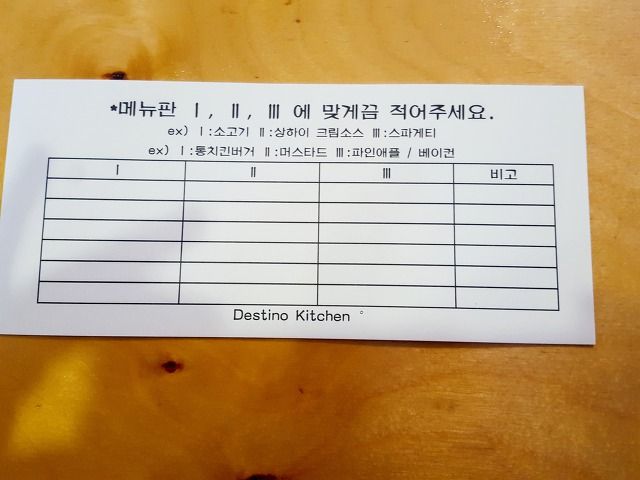 *메뉴판 Ⅰ, Ⅱ, Ⅲ 에 맞게끔 적어주세요.
ex) Ⅰ:소고기 Ⅱ:상하이 크림소스 Ⅲ:스파게티
ex) Ⅰ:통치킨버거 Ⅱ:머스타드 Ⅲ:파인애플 / 베이컨
Ⅰ Ⅱ Ⅲ 비고
Destino Kitchen °